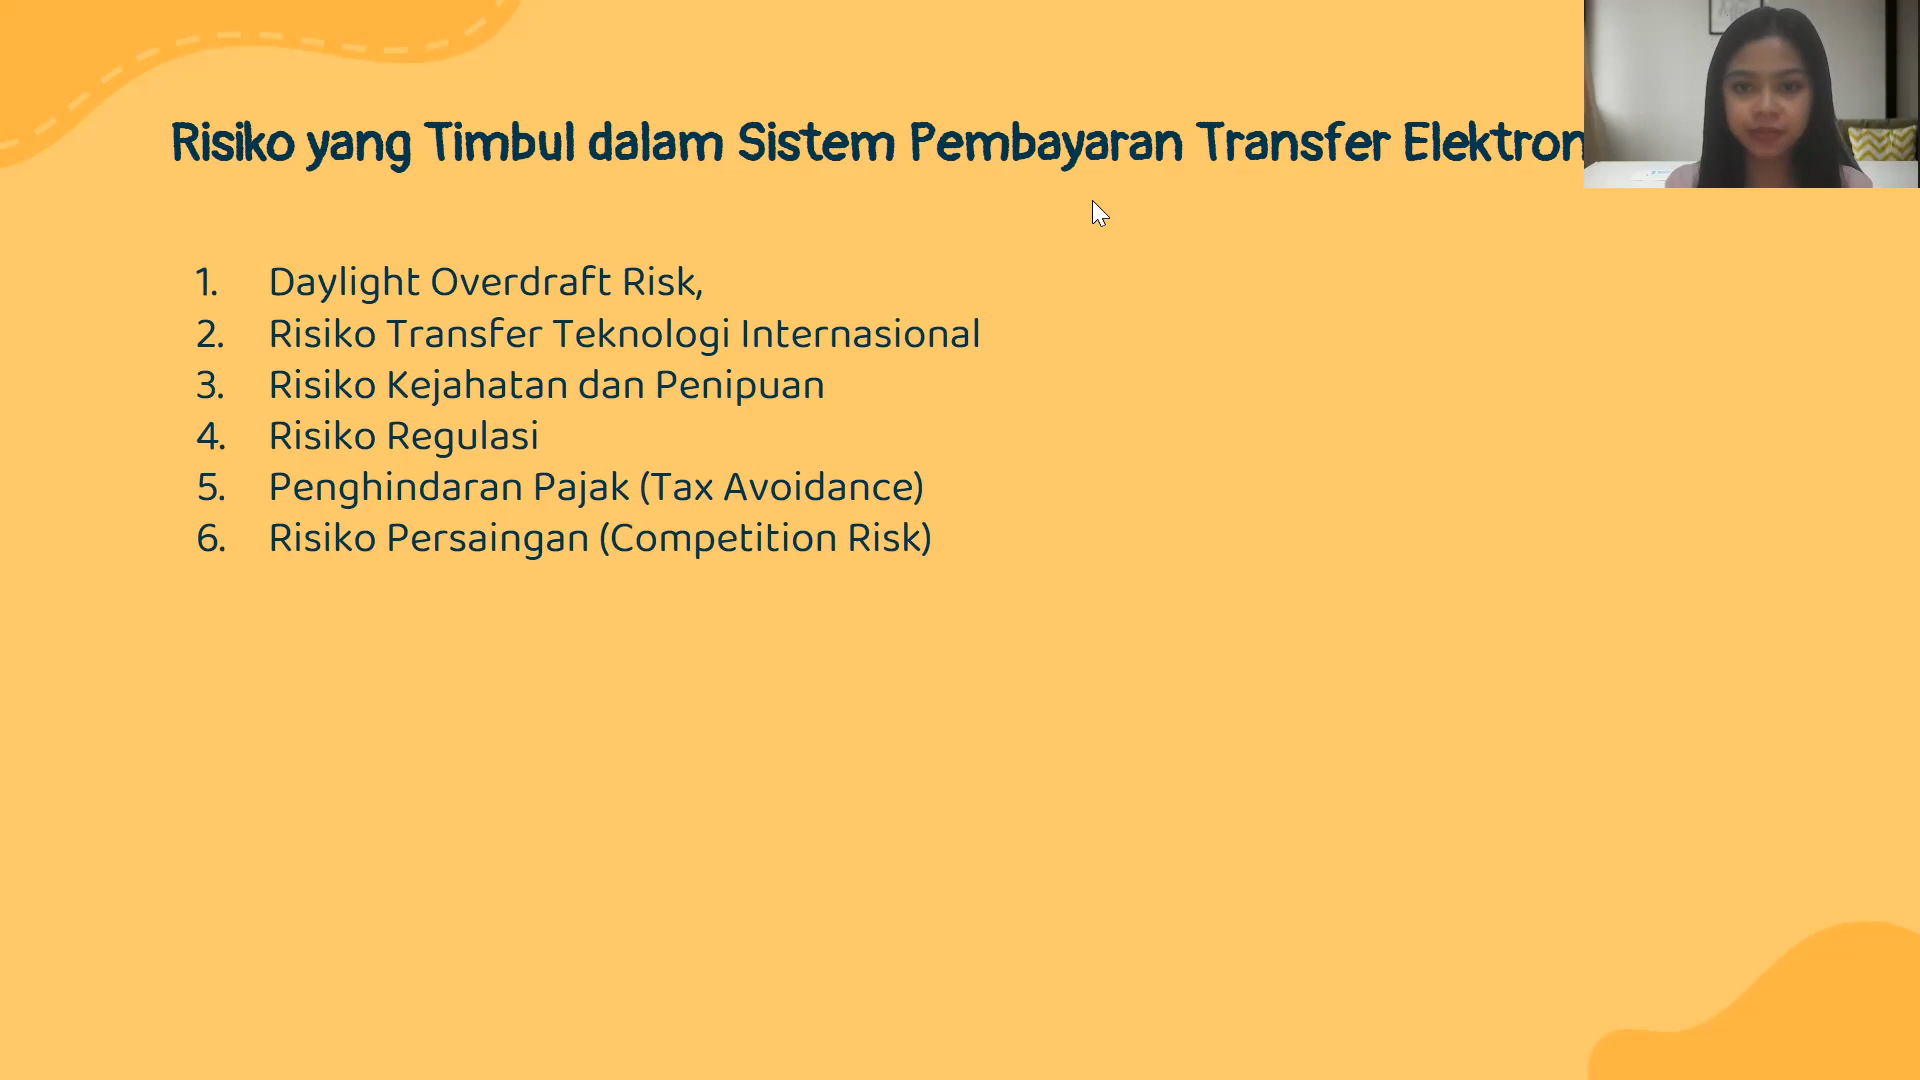 Risiko yang Timbul dalam Sistem Pembayaran Transfer Elektron
1. Daylight Overdraft Risk,
2. Risiko Transfer Teknologi Internasional
3. Risiko Kejahatan dan Penipuan
4. Risiko Regulasi
5. Penghindaran Pajak (Tax Avoidance)
6. Risiko Persaingan (Competition Risk)